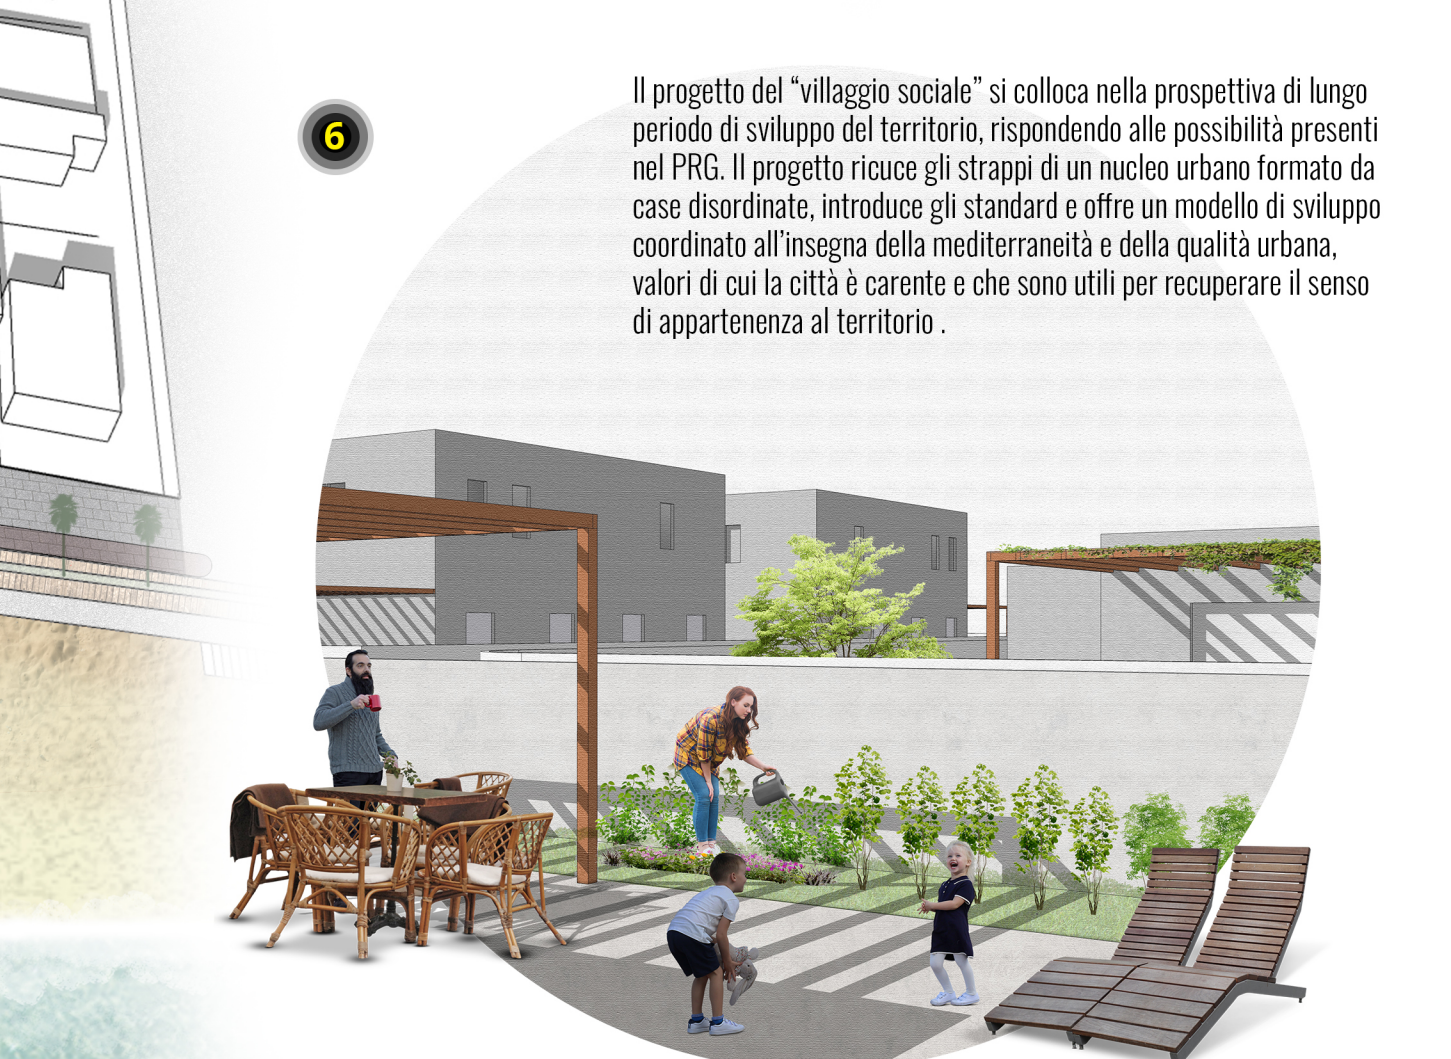 6
Il progetto del “villaggio sociale” si colloca nella prospettiva di lungo
periodo di sviluppo del territorio, rispondendo alle possibilità presenti
nel PRG. Il progetto ricuce gli strappi di un nucleo urbano formato da
case disordinate, introduce gli standard e offre un modello di sviluppo
coordinato all’insegna della mediterraneità e della qualità urbana,
valori di cui la città è carente e che sono utili per recuperare il senso
di appartenenza al territorio .